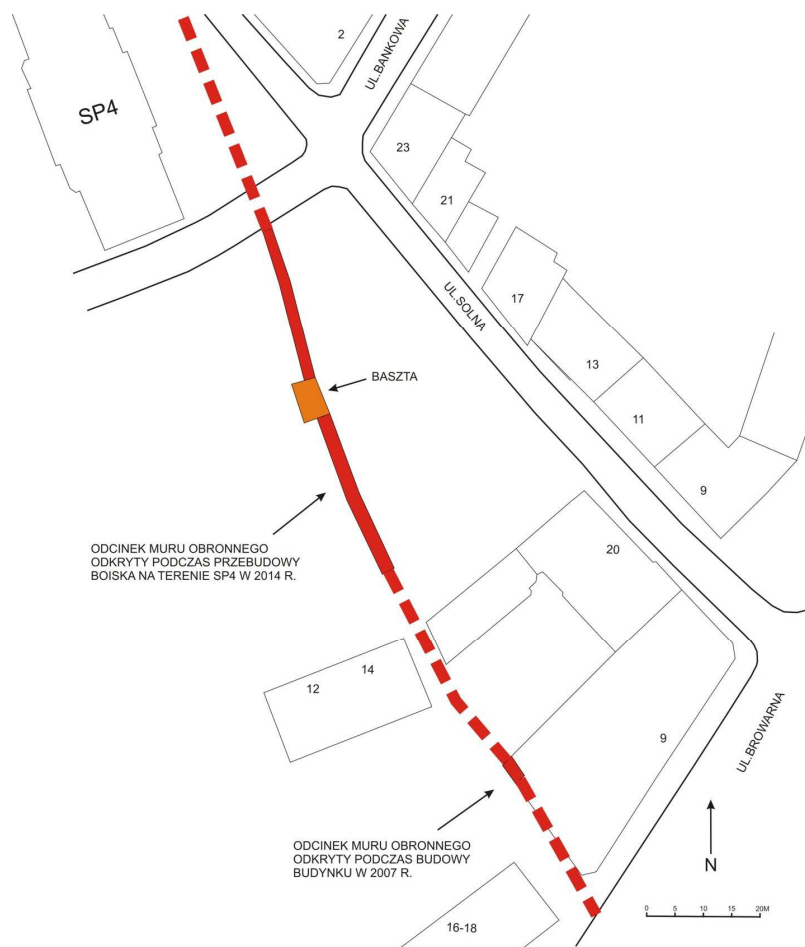 2
UL.BANKOWA
SP4
23
21
17
UL.SOLNA
13
BASZTA
11
9
ODCINEK MURU OBRONNEGO
ODKRYTY PODCZAS PRZEBUDOWY
BOISKA NA TERENIE SP4 W 2014 R.
20
14
12
9
UL.BROWARNA
ODCINEK MURU OBRONNEGO
ODKRYTY PODCZAS BUDOWY
BUDYNKU W 2007 R.
N
0 5 10 15 20M
16-18